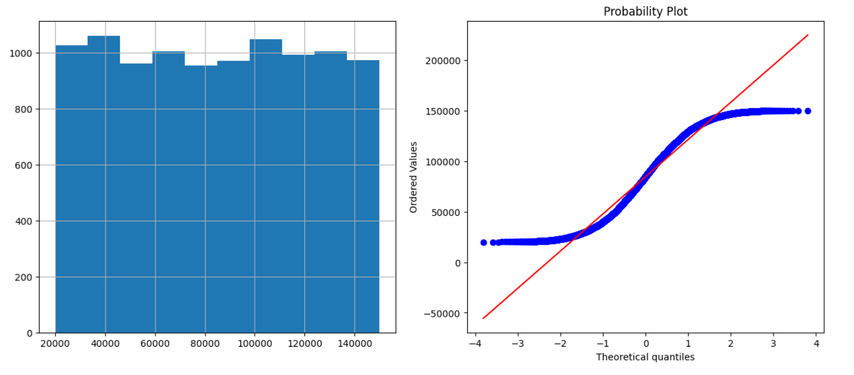 1000
800
600
400
200
0
20000 40000 60000 80000 100000 120000 140000
Probability Plot
Ordered Values
200000
150000
100000
50000
0
−50000
−4 −3 −2 −1 0 1 2 3 4
Theoretical quantiles